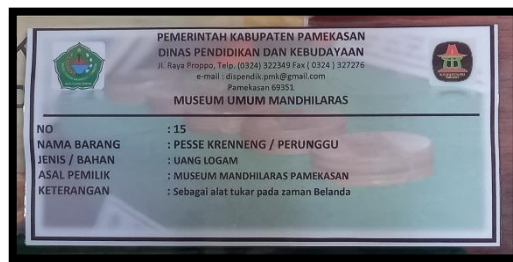 PEMERINTAH KABUPATEN PAMEKASAN
DINAS PENDIDIKAN DAN KEBUDAYAAN
Jl. Raya Proppo, Telp. (0324) 322349 Fax ( 0324 ) 327276
e-mail : dispendik.pmk@gmail.com
Pamekasan 69351
MUSEUM UMUM MANDHILARAS
NO : 15
NAMA BARANG : PESSE KRENNENG / PERUNGGU
JENIS / BAHAN : UANG LOGAM
ASAL PEMILIK : MUSEUM MANDHILARAS PAMEKASAN
KETERANGAN : Sebagai alat tukar pada zaman Belanda